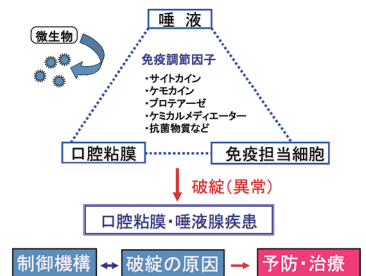 唾 液
微生物
免疫調節因子
・サイトカイン
・ケモカイン
・プロテアーゼ
・ケミカルメディエーター
・抗菌物質など
口腔粘膜
免疫担当細胞
破綻(異常)
口腔粘膜・唾液腺疾患
制御機構
破綻の原因
予防・治療